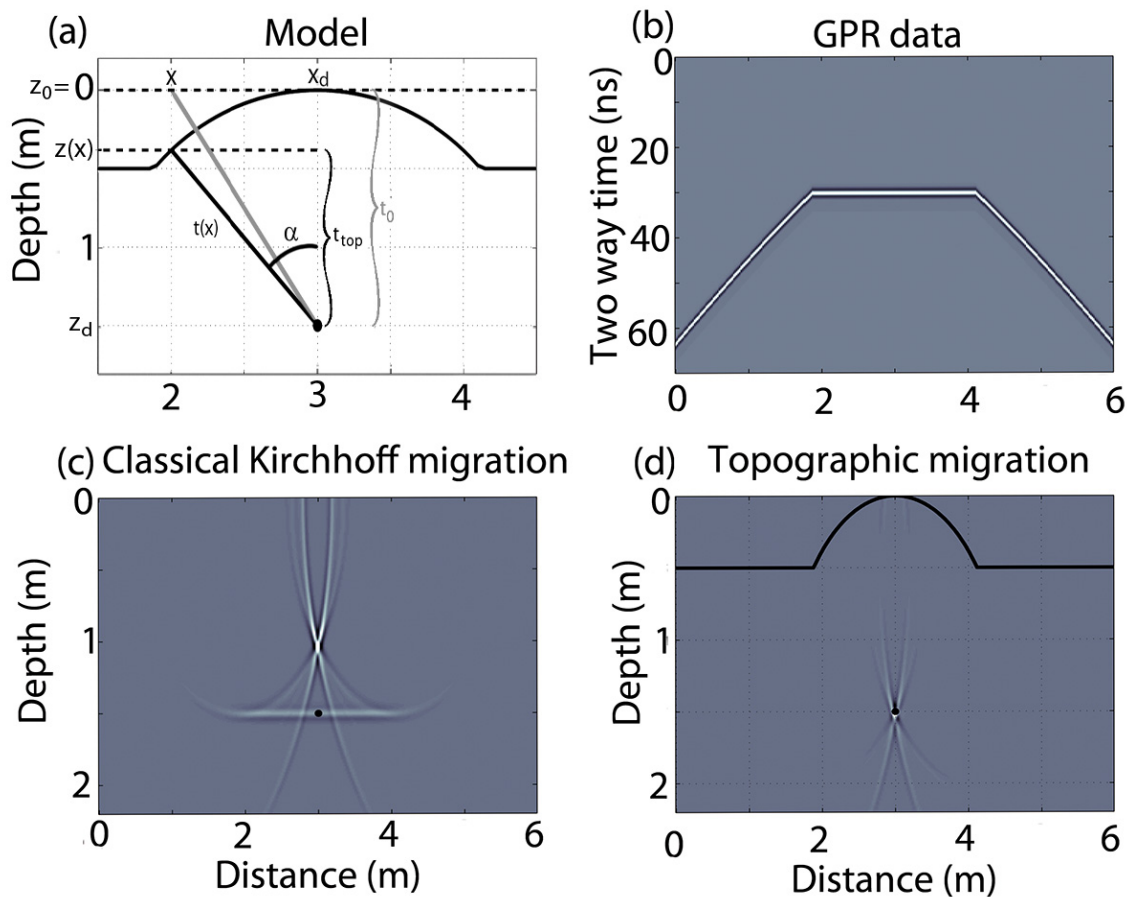 (a) Model
x
x_d
z₀=0
z(x)
t(x)
α
t_top
t₀
1
z_d
Depth (m)
2 3 4
(b) GPR data
0
20
40
60
Two way time (ns)
0 2 4 6
(c) Classical Kirchhoff migration
0
1
2
Depth (m)
0 2 4 6
Distance (m)
(d) Topographic migration
0
1
2
Depth (m)
0 2 4 6
Distance (m)